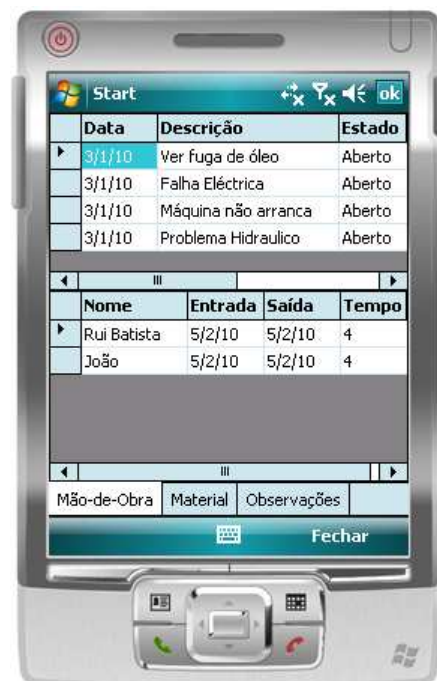 Start ok
Data Descrição Estado
3/1/10 Ver fuga de óleo Aberto
3/1/10 Falha Eléctrica Aberto
3/1/10 Máquina não arranca Aberto
3/1/10 Problema Hidraulico Aberto
Nome Entrada Saída Tempo
Rui Batista 5/2/10 5/2/10 4
João 5/2/10 5/2/10 4
Mão-de-Obra Material Observações
Fechar